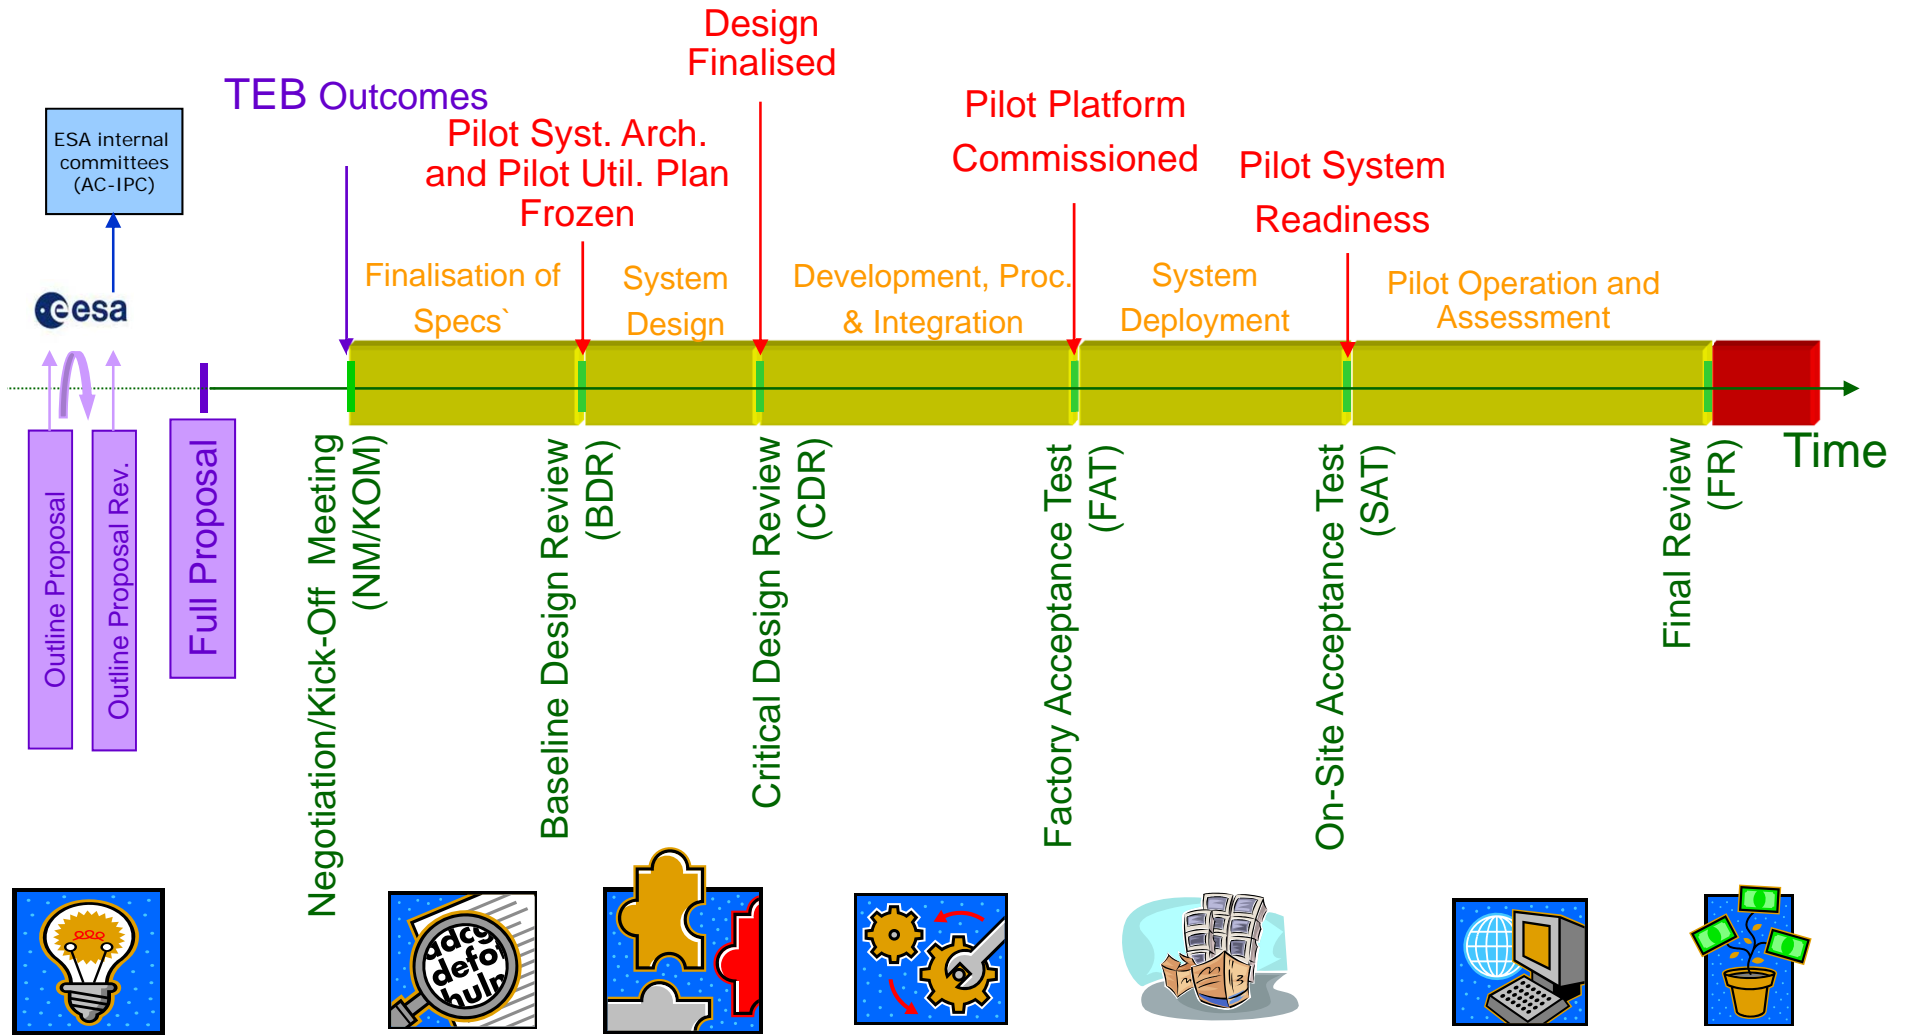 Design
Finalised
TEB Outcomes
Pilot Syst. Arch.
and Pilot Util. Plan
Frozen
Pilot Platform
Commissioned
Pilot System
Readiness
ESA internal
committees
(AC-IPC)
esa
Finalisation of
Specs`
System
Design
Development, Proc.
& Integration
System
Deployment
Pilot Operation and
Assessment
Time
Outline Proposal
Outline Proposal Rev.
Full Proposal
Negotiation/Kick-Off Meeting
(NM/KOM)
Baseline Design Review
(BDR)
Critical Design Review
(CDR)
Factory Acceptance Test
(FAT)
On-Site Acceptance Test
(SAT)
Final Review
(FR)